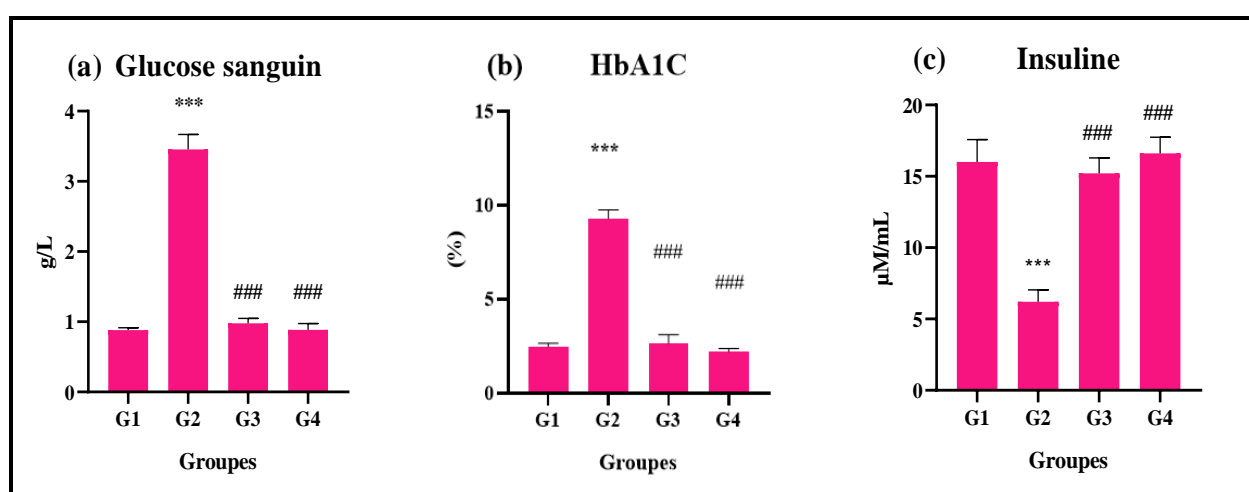 (a) Glucose sanguin
***
4
3
2
1
0
g/L
###
###
G1 G2 G3 G4
Groupes
(b) HbA1C
***
15
10
5
0
(%)
###
###
G1 G2 G3 G4
Groupes
(c) Insuline
20
15
10
5
0
µM/mL
***
###
###
G1 G2 G3 G4
Groupes